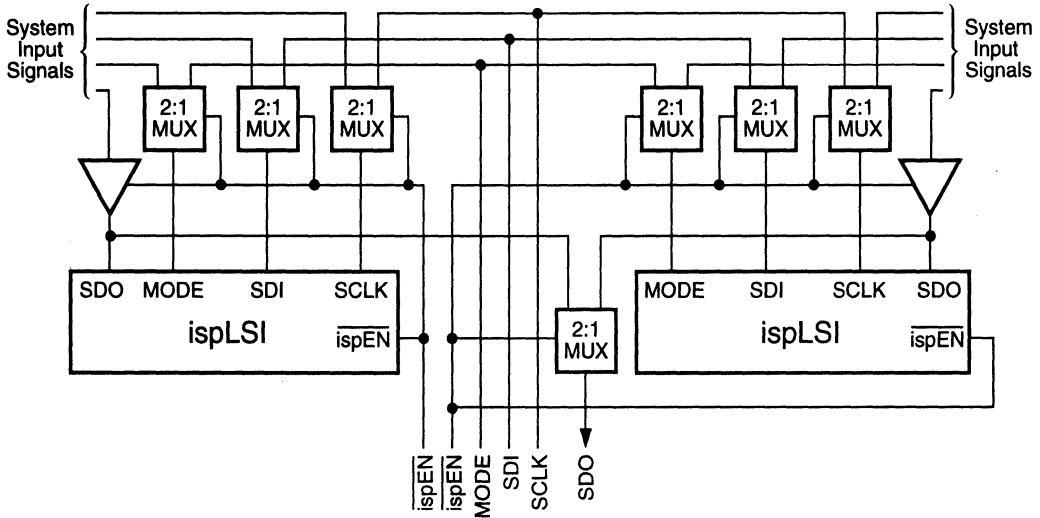 System
Input
Signals
System
Input
Signals
2:1
MUX
2:1
MUX
2:1
MUX
2:1
MUX
2:1
MUX
2:1
MUX
SDO MODE SDI SCLK
ispLSI
ispEN
MODE SDI SCLK SDO
ispLSI
ispEN
2:1
MUX
ispEN
ispEN
MODE
SDI
SCLK
SDO